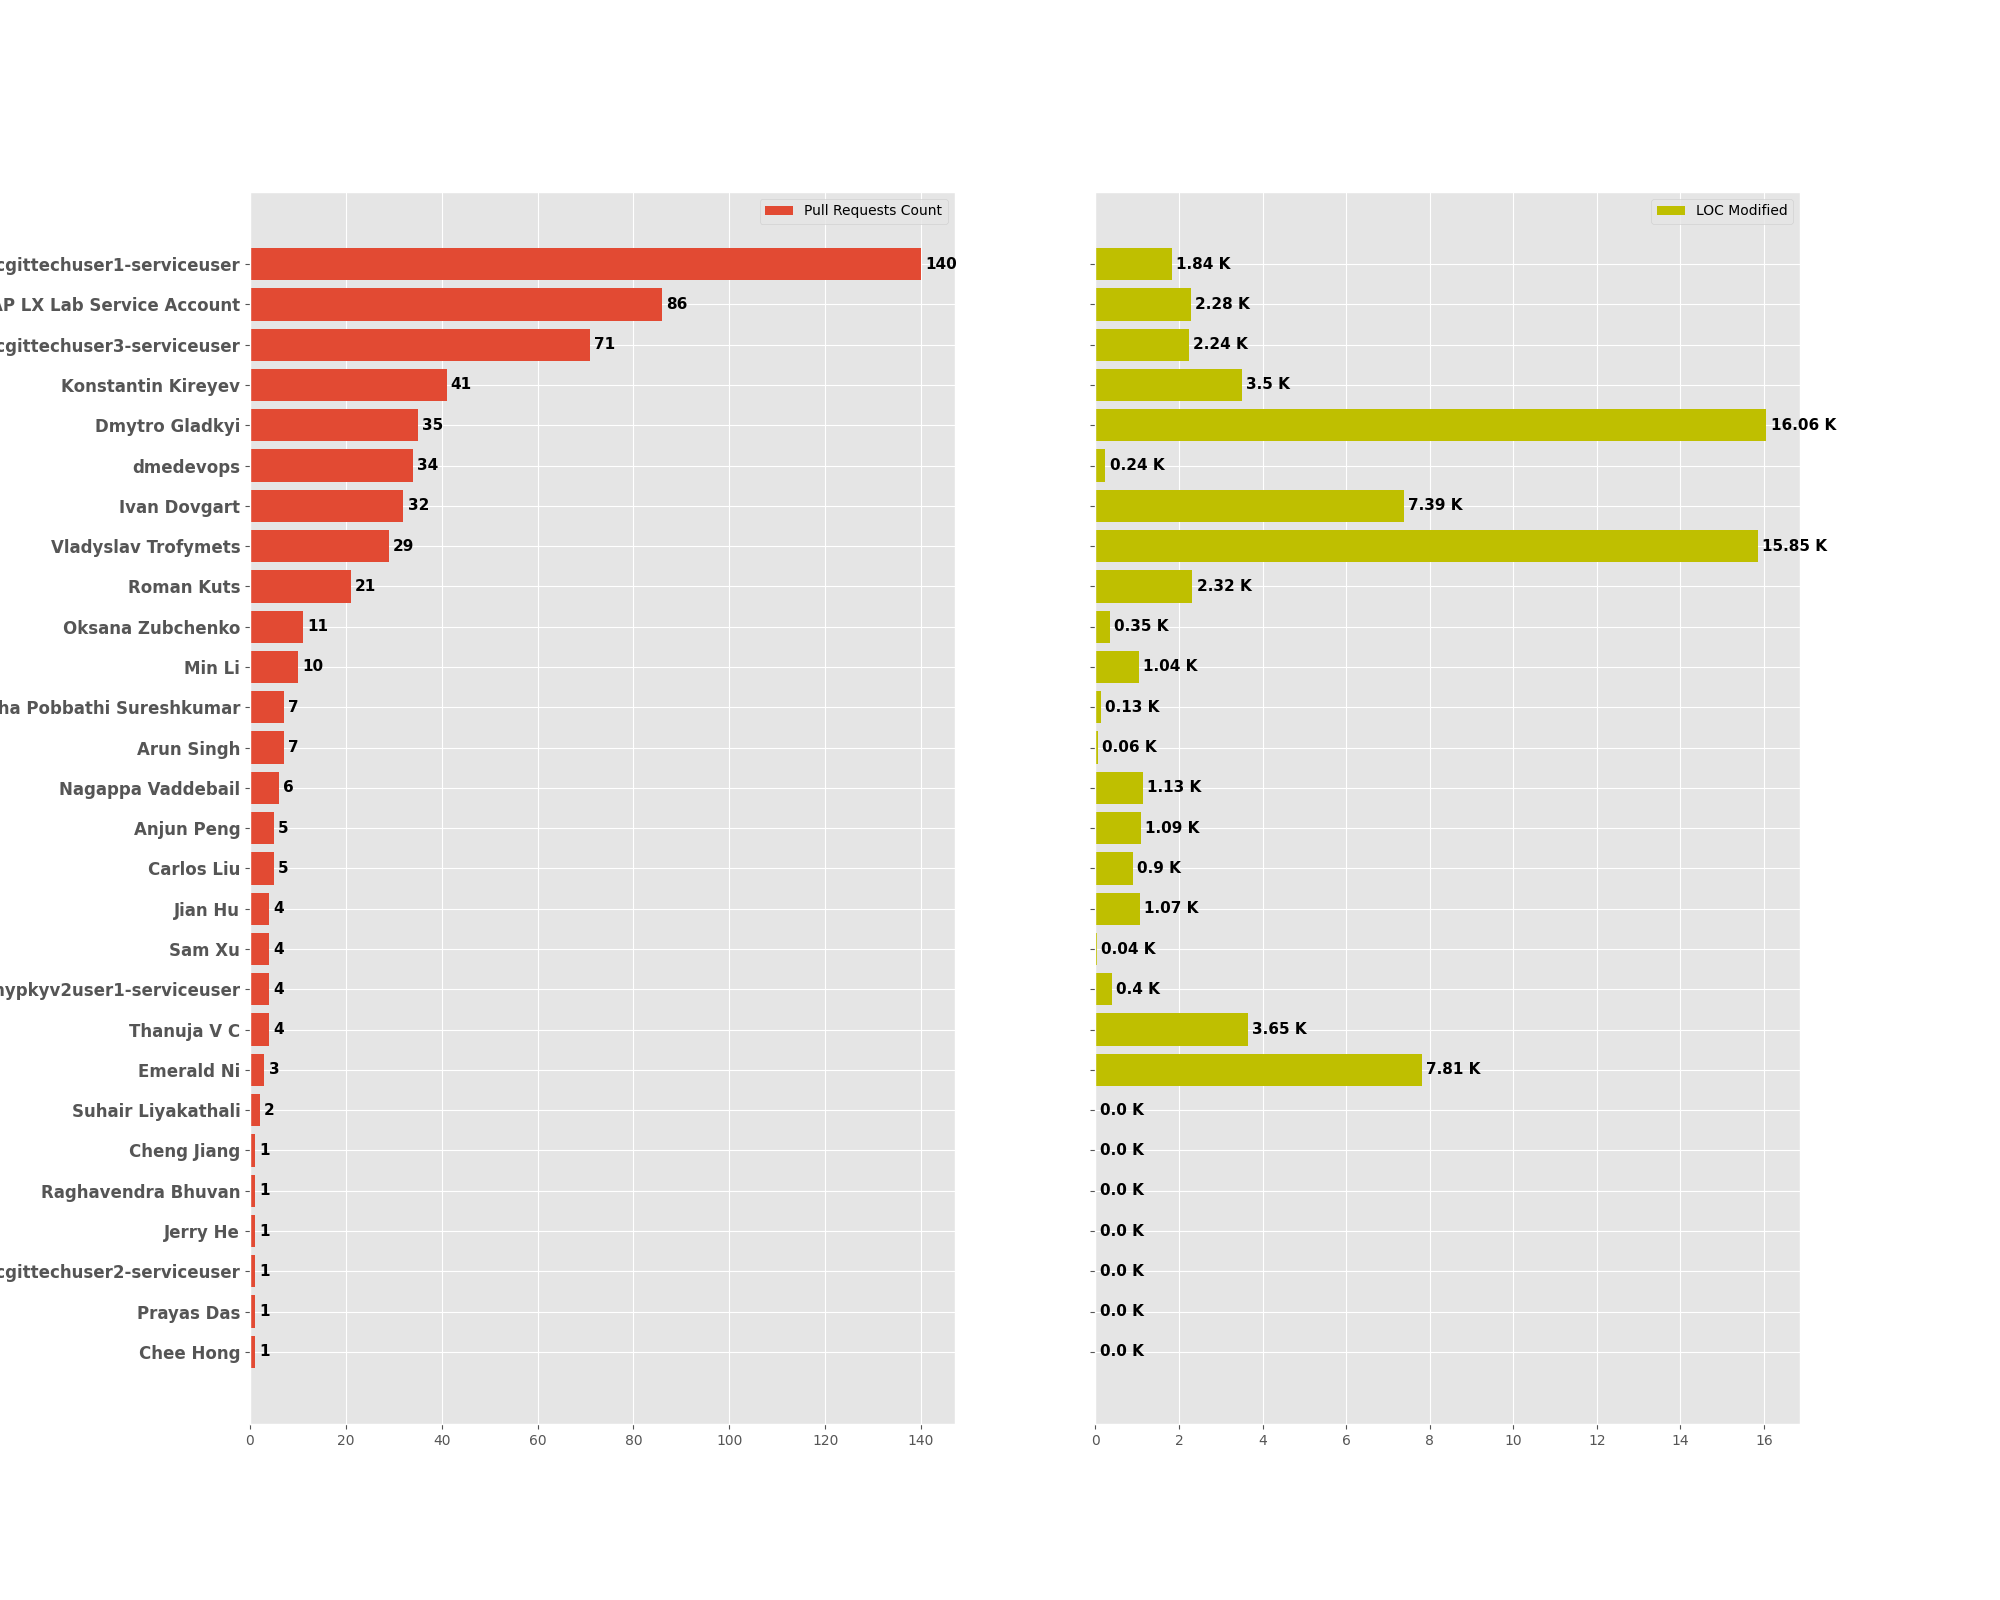 Pull Requests Count
LOC Modified
cgittechuser1-serviceuser 140 1.84 K
LX Lab Service Account 86 2.28 K
cgittechuser3-serviceuser 71 2.24 K
Konstantin Kireyev 41 3.5 K
Dmytro Gladkyi 35 16.06 K
dmedevops 34 0.24 K
Ivan Dovgart 32 7.39 K
Vladyslav Trofymets 29 15.85 K
Roman Kuts 21 2.32 K
Oksana Zubchenko 11 0.35 K
Min Li 10 1.04 K
ha Pobbathi Sureshkumar 7 0.13 K
Arun Singh 7 0.06 K
Nagappa Vaddebail 6 1.13 K
Anjun Peng 5 1.09 K
Carlos Liu 5 0.9 K
Jian Hu 4 1.07 K
Sam Xu 4 0.04 K
ypkyv2user1-serviceuser 4 0.4 K
Thanuja V C 4 3.65 K
Emerald Ni 3 7.81 K
Suhair Liyakathali 2 0.0 K
Cheng Jiang 1 0.0 K
Raghavendra Bhuvan 1 0.0 K
Jerry He 1 0.0 K
cgittechuser2-serviceuser 1 0.0 K
Prayas Das 1 0.0 K
Chee Hong 1 0.0 K
0 20 40 60 80 100 120 140
0 2 4 6 8 10 12 14 16